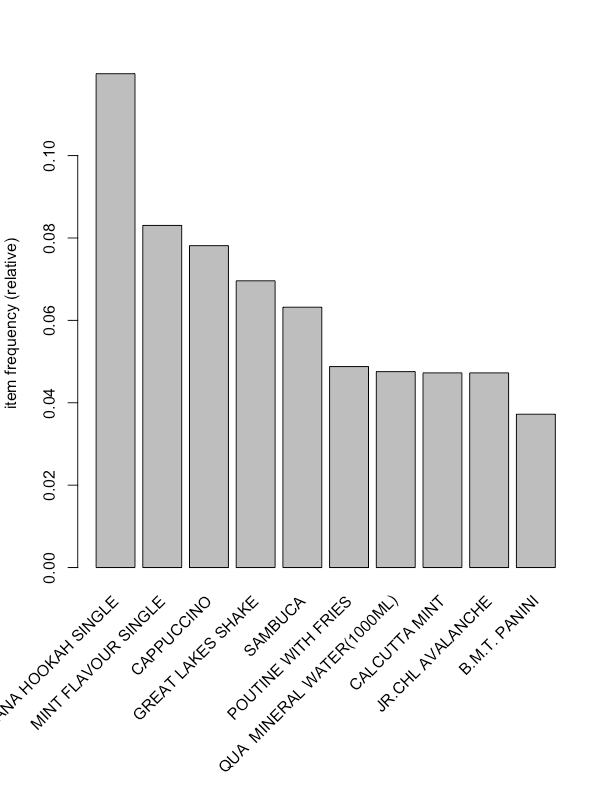 item frequency (relative)
0.00
0.02
0.04
0.06
0.08
0.10
ANA HOOKAH SINGLE
MINT FLAVOUR SINGLE
CAPPUCCINO
GREAT LAKES SHAKE
SAMBUCA
POUTINE WITH FRIES
QUA  MINERAL WATER(1000ML)
CALCUTTA MINT
JR.CHL AVALANCHE
B.M.T. PANINI